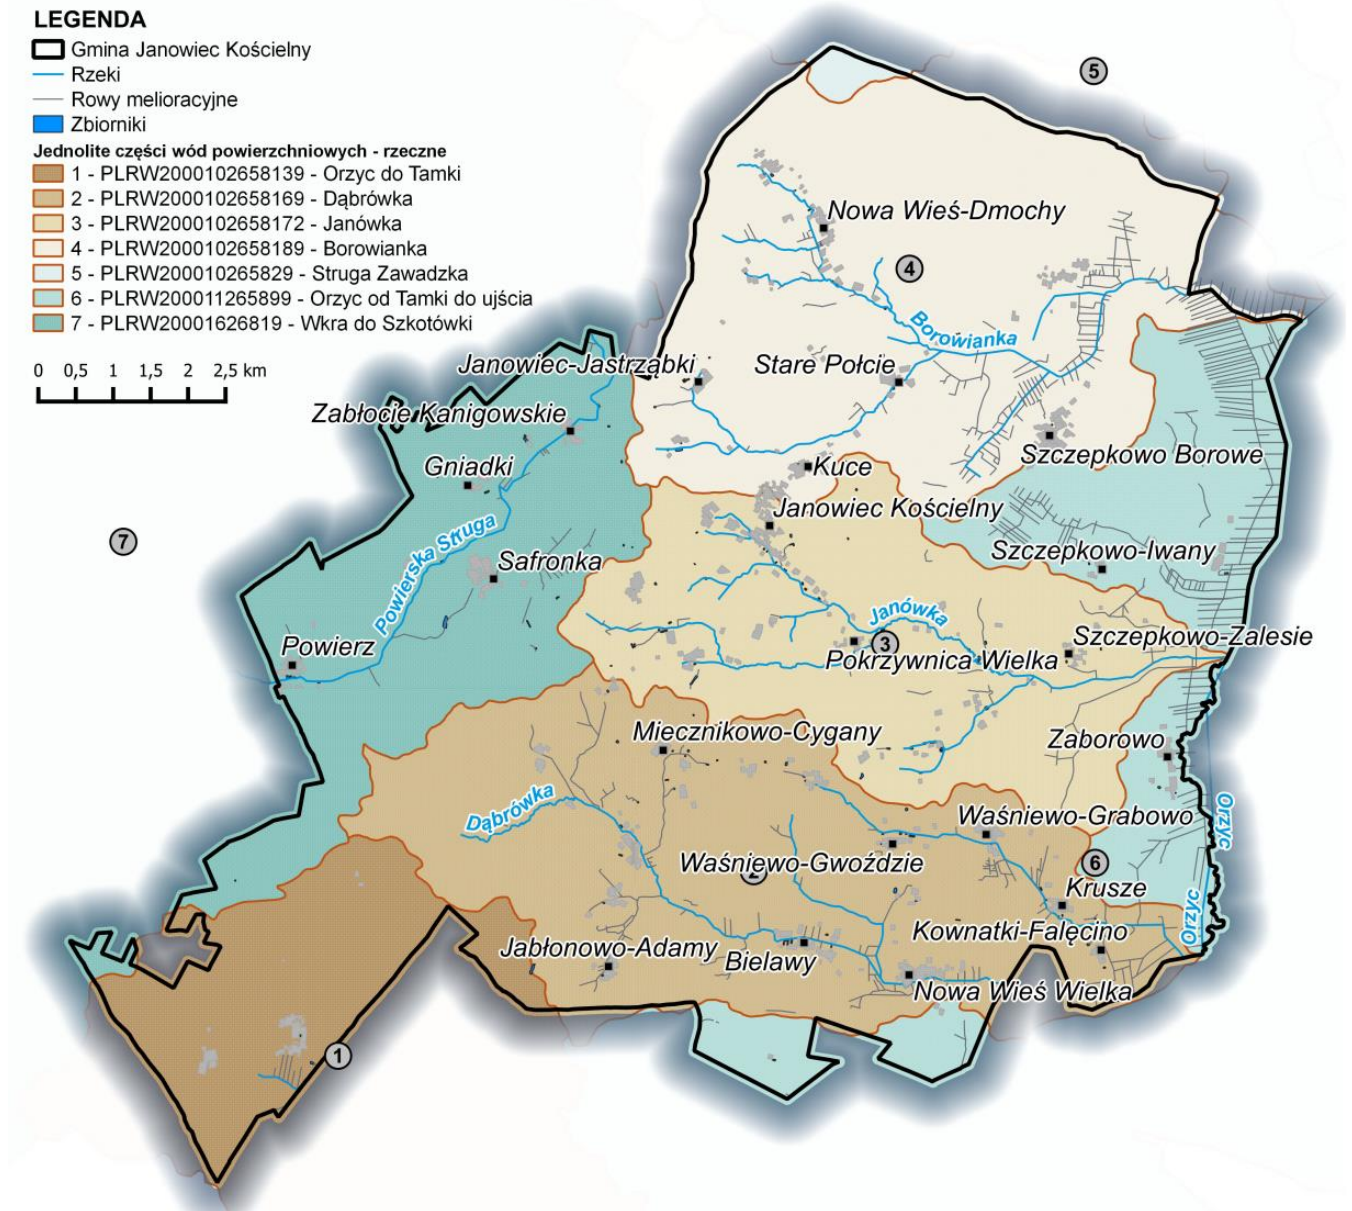 LEGENDA
Gmina Janowiec Kościelny
Rzeki
Rowy melioracyjne
Zbiorniki
Jednolite części wód powierzchniowych - rzeczne
1 - PLRW2000102658139 - Orzyc do Tamki
2 - PLRW2000102658169 - Dąbrówka
3 - PLRW2000102658172 - Janówka
4 - PLRW2000102658189 - Borowianka
5 - PLRW200010265829 - Struga Zawadzka
6 - PLRW200011265899 - Orzyc od Tamki do ujścia
7 - PLRW20001626819 - Wkra do Szkotówki
0 0,5 1 1,5 2 2,5 km
5
Nowa Wieś-Dmochy
4
Borowianka
Janowiec-Jastrząbki
Stare Połcie
Zabłocie Kanigowskie
Szczepkowo Borowe
Gniadki
Kuce
Janowiec Kościelny
7
Powierska Struga
Safronka
Szczepkowo-Iwany
Janówka
Powierz
3
Szczepkowo-Zalesie
Pokrzywnica Wielka
Miecznikowo-Cygany
Zaborowo
Dąbrówka
Orzyc
Waśniewo-Grabowo
Waśniewo-Gwoździe
2
6
Krusze
Orzyc
Kownatki-Falęcino
Jabłonowo-Adamy
Bielawy
Nowa Wieś Wielka
1